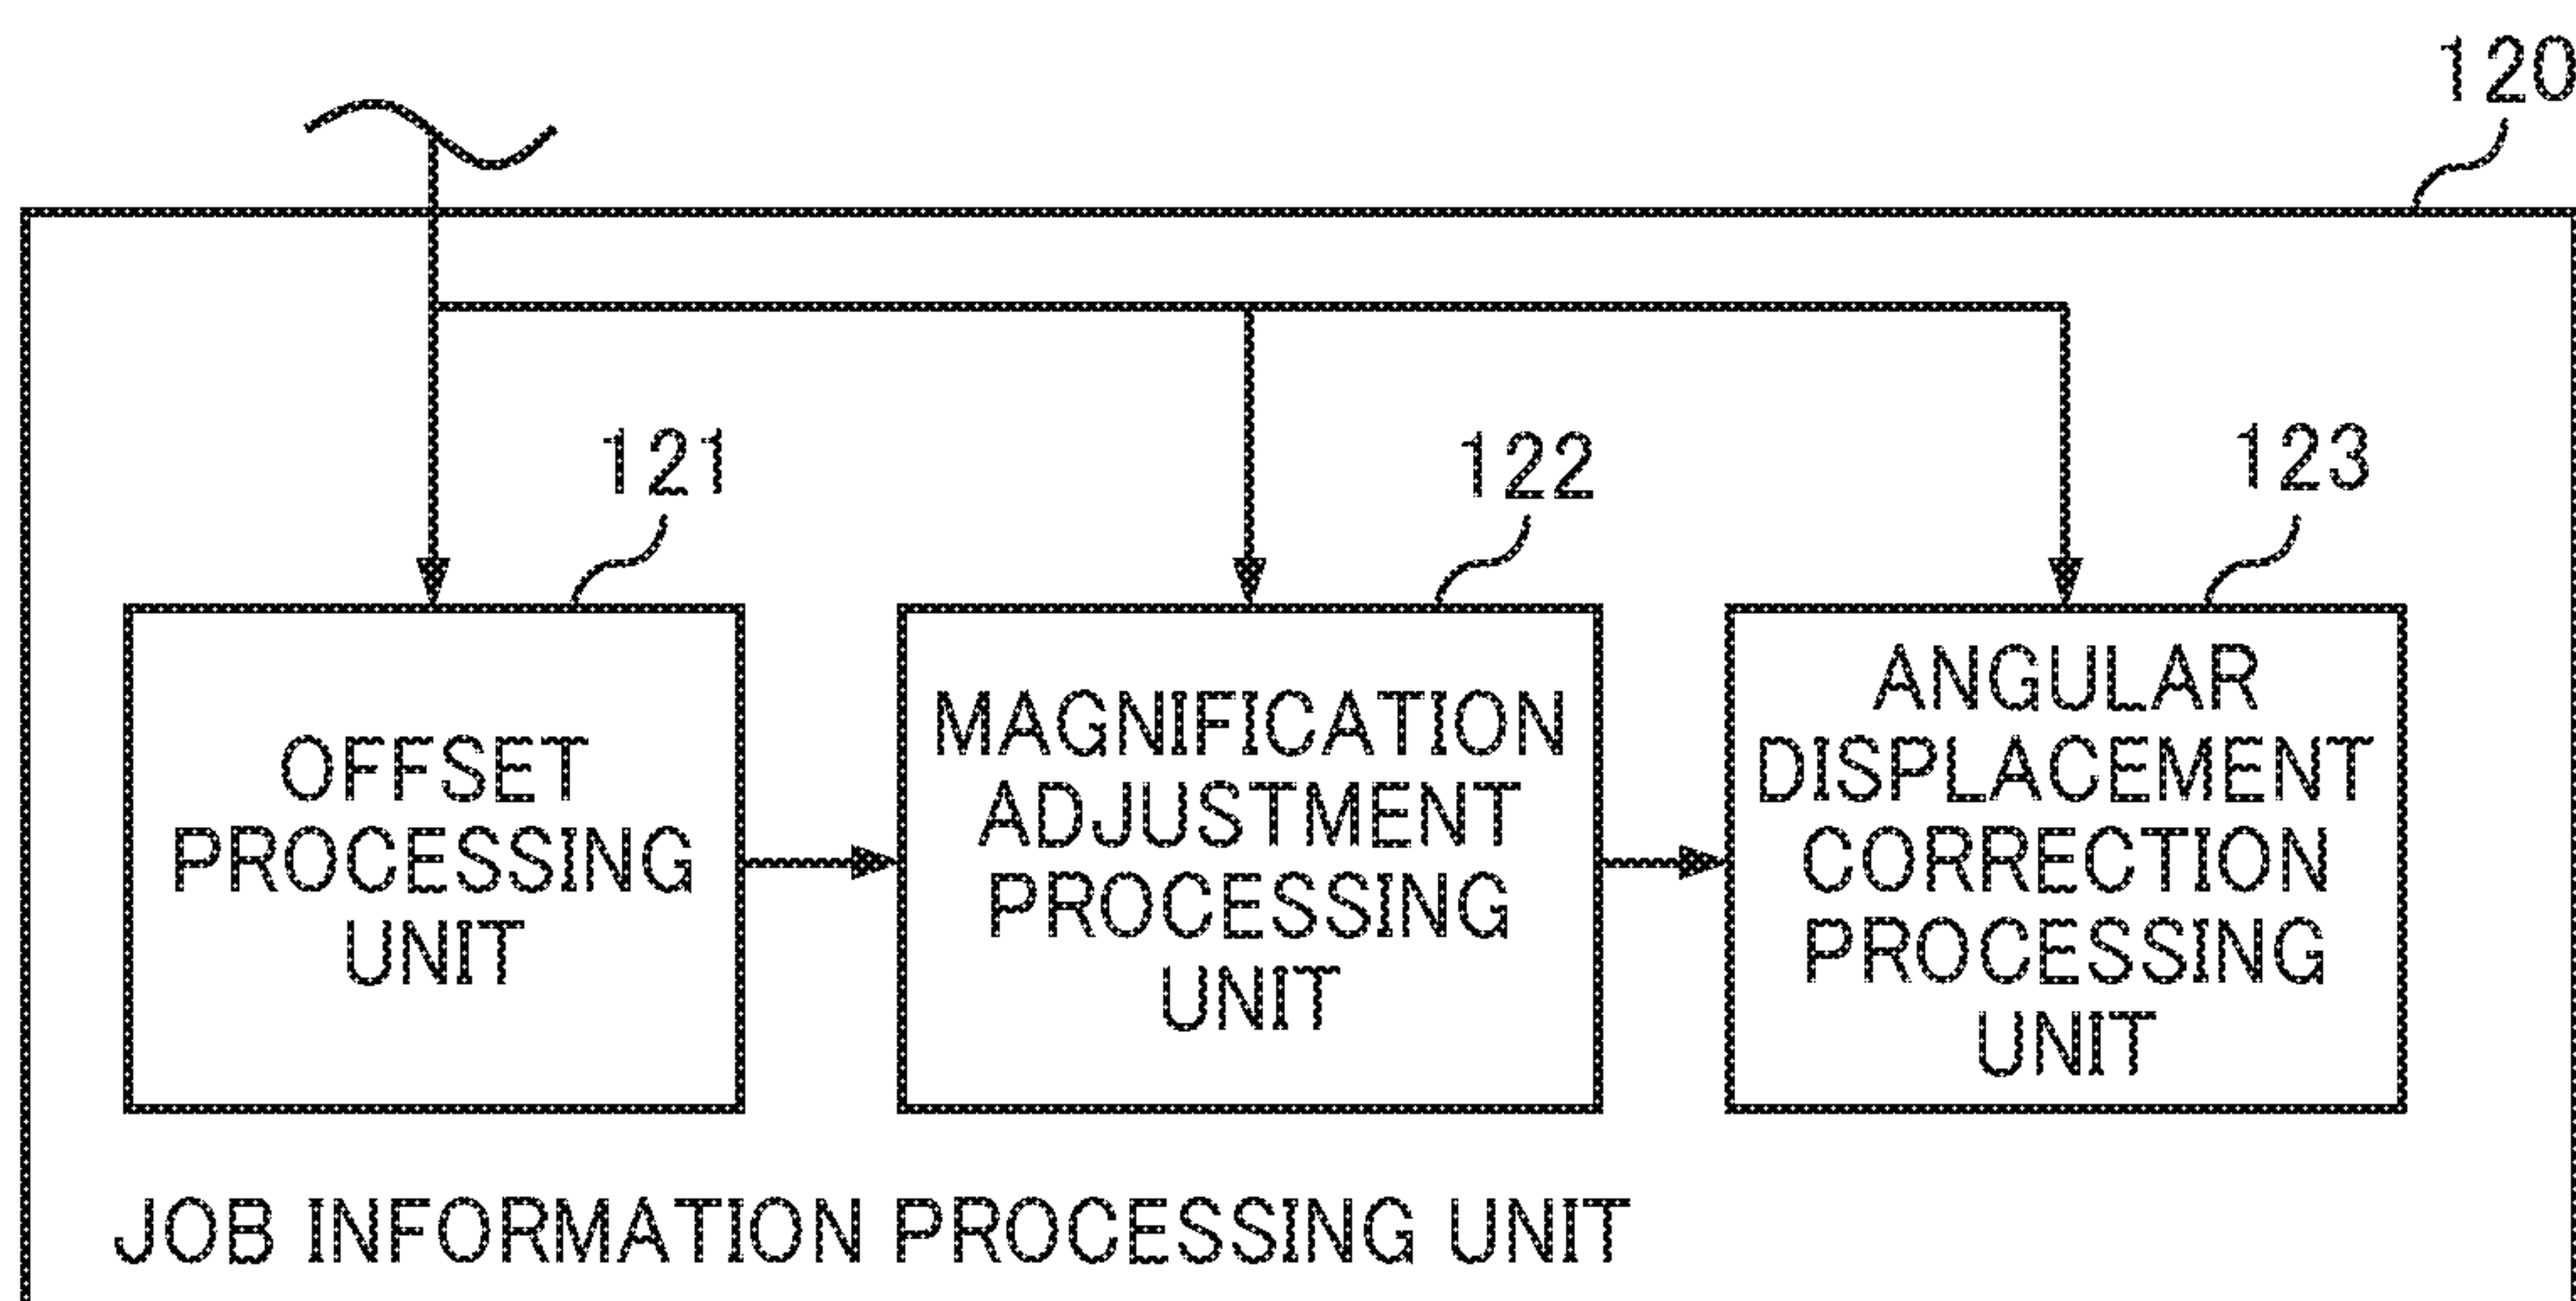 120
121
122
123
OFFSET
PROCESSING
UNIT
MAGNIFICATION
ADJUSTMENT
PROCESSING
UNIT
ANGULAR
DISPLACEMENT
CORRECTION
PROCESSING
UNIT
JOB INFORMATION PROCESSING UNIT